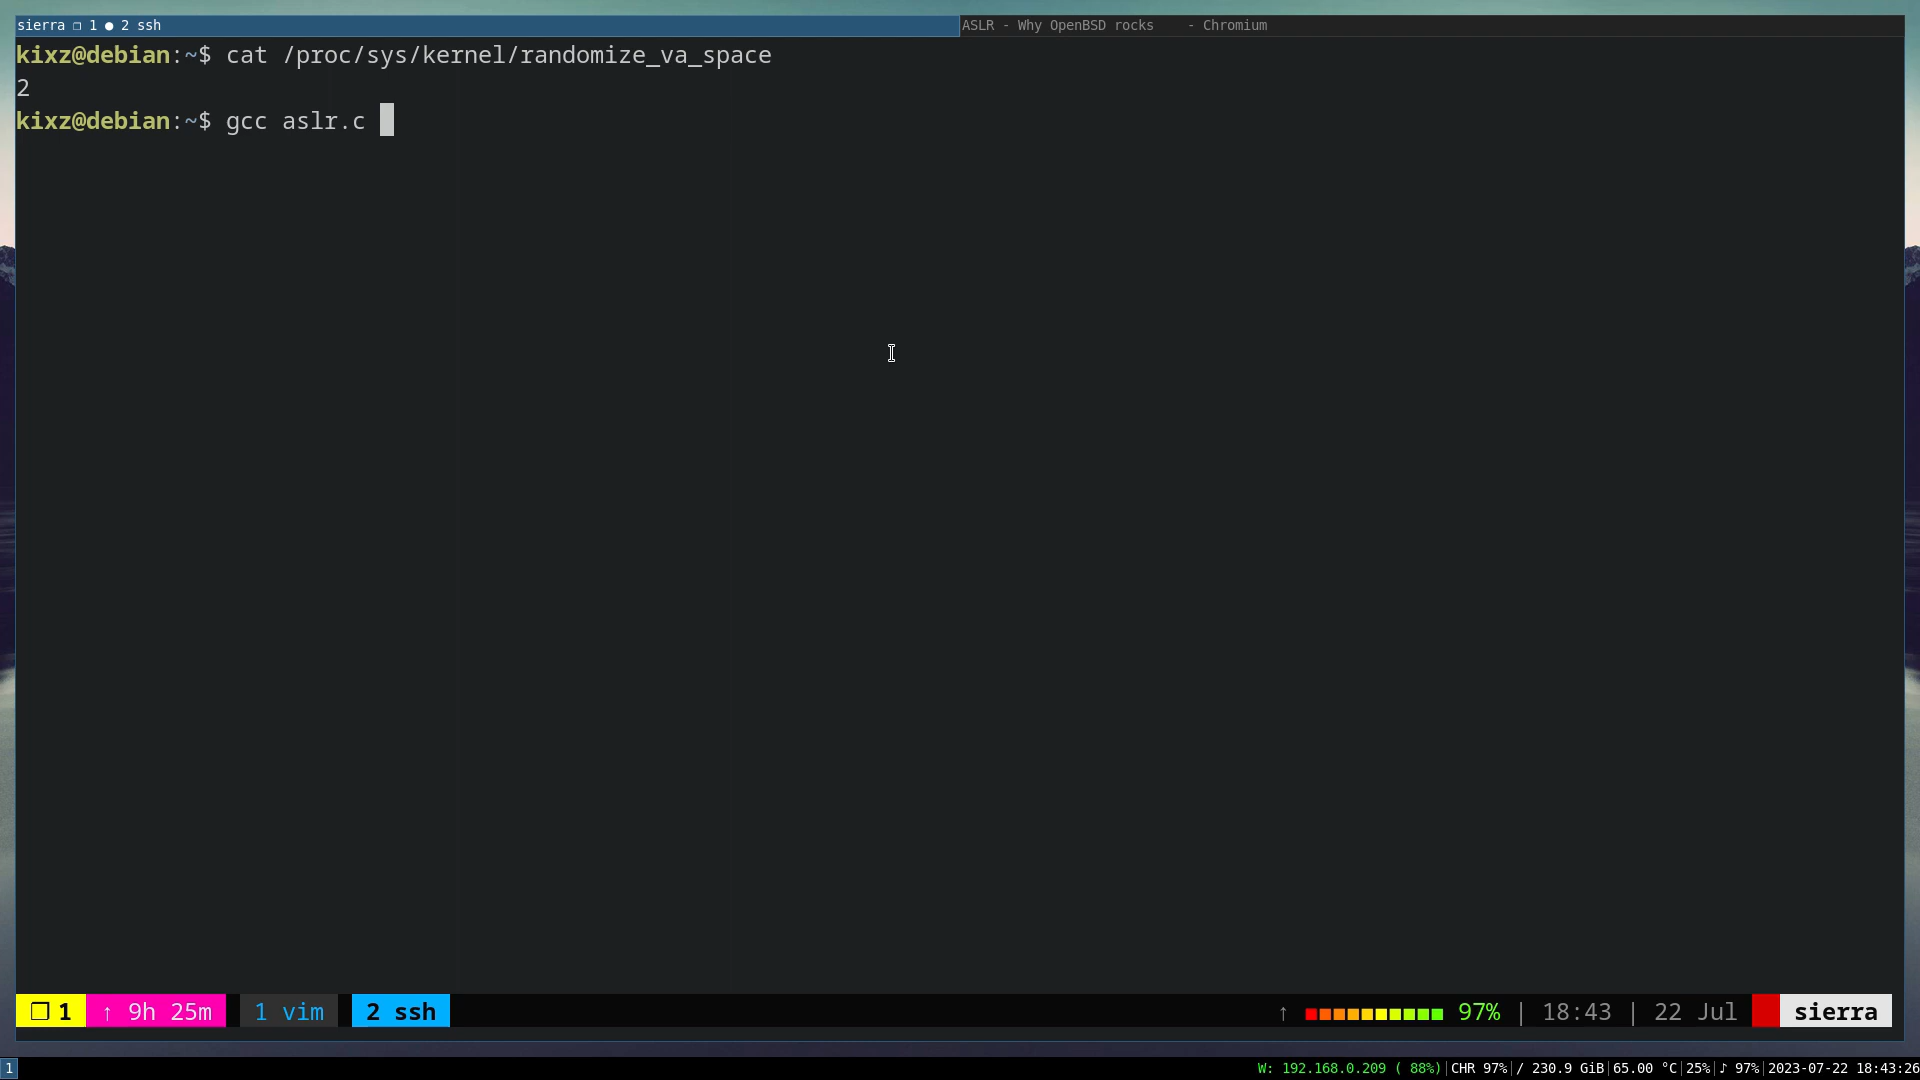 sierra ❐ 1 ● 2 ssh
ASLR - Why OpenBSD rocks    - Chromium
kixz@debian:~$ cat /proc/sys/kernel/randomize_va_space
2
kixz@debian:~$ gcc aslr.c
❐ 1 ↑ 9h 25m 1 vim 2 ssh ↑ 97% | 18:43 | 22 Jul sierra
1 W: 192.168.0.209 ( 88%)|CHR 97%|/ 230.9 GiB|65.00 °C|25%|♪ 97%|2023-07-22 18:43:26